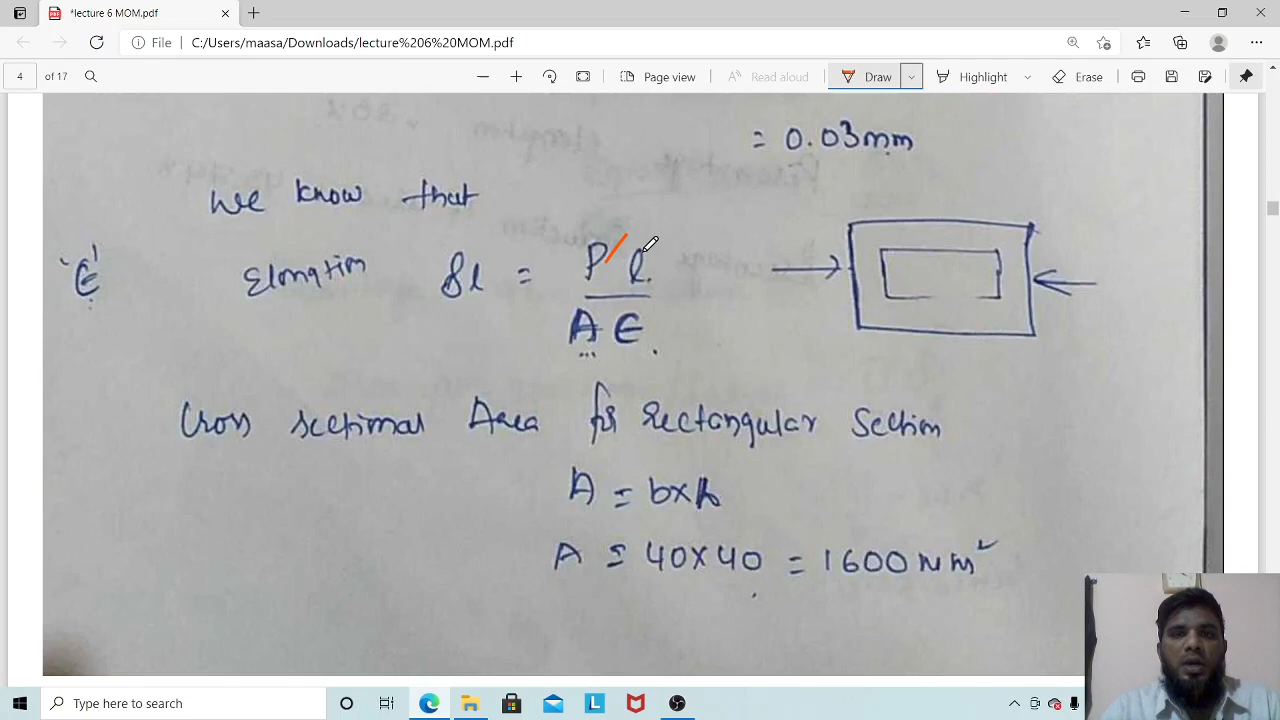 *lecture 6 MOM.pdf
File C:/Users/maasa/Downloads/lecture%206%20MOM.pdf
4 of 17 Page view Read aloud Draw Highlight Erase
= 0.03mm
We know that
'E' Elongation δl = P l
A E
Cross sectional Area for rectangular section
A = b×h
A = 40×40 = 1600 mm²
Type here to search